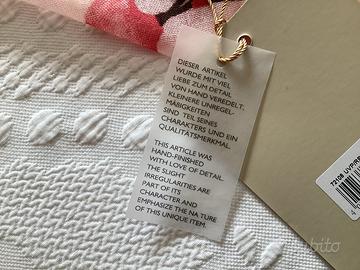 DIESER ARTIKEL
WURDE MIT VIEL
LIEBE ZUM DETAIL
VON HAND VEREDELT.
KLEINERE UNREGEL-
MÄßIGKEITEN
SIND TEIL SEINES
CHARAKTERS UND EIN
QUALITÄTSMERKMAL.
THIS ARTICLE WAS
HAND-FINISHED
WITH LOVE OF DETAIL.
THE SLIGHT
IRREGULARITIES ARE
PART OF ITS
CHARACTER AND
EMPHASIZE THE NA TURE
OF THIS UNIQUE ITEM.
subito